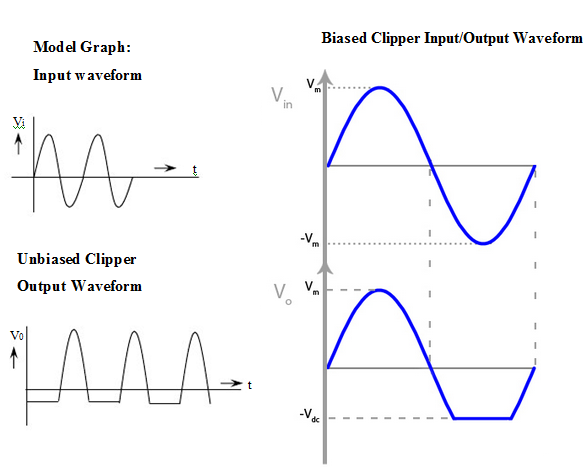 Model Graph:
Input waveform
Vi
t
Unbiased Clipper
Output Waveform
V0
t
Biased Clipper Input/Output Waveform
Vin
Vm
-Vm
Vo
Vm
-Vdc